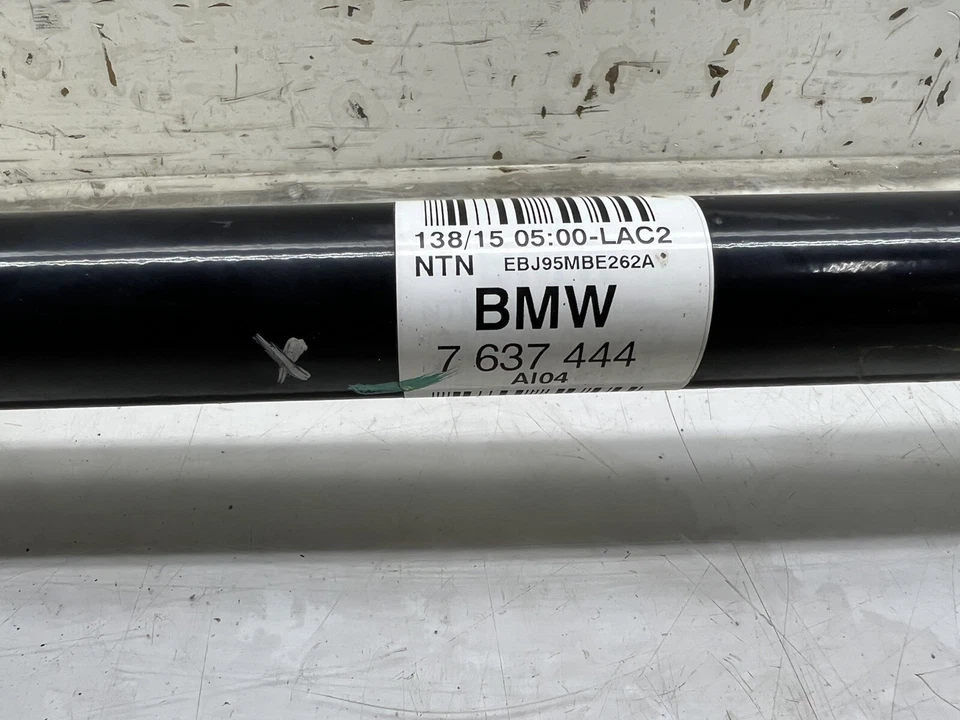 138/15 05:00-LAC2
NTN EBJ95MBE262A
BMW
7 637 444
AI04